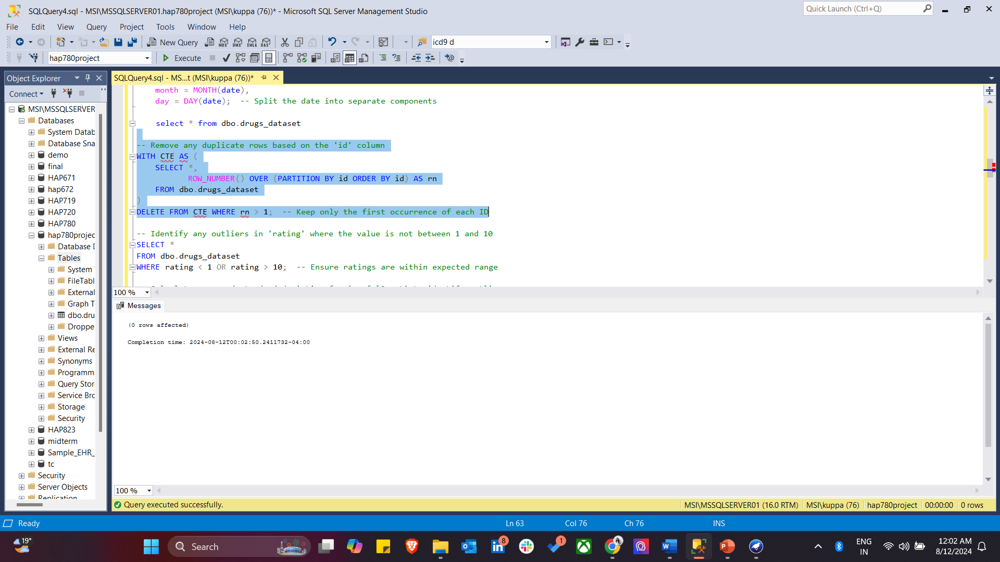 SQLQuery4.sql - MSI\MSSQLSERVER01.hap780project (MSI\kuppa (76))* - Microsoft SQL Server Management Studio
Quick Launch (Ctrl+Q)
File Edit View Query Project Tools Window Help
New Query MDX DMX XMLA DAX icd9 d
hap780project Execute
Object Explorer
SQLQuery4.sql - MS...t (MSI\kuppa (76))*
Connect
MSI\MSSQLSERVER
Databases
System Datab
Database Sna
demo
final
HAP671
hap672
HAP719
HAP720
HAP780
hap780projec
Database D
Tables
System
FileTabl
External
Graph T
dbo.dru
Droppe
Views
External Re
Synonyms
Programm
Query Stor
Service Bro
Storage
Security
HAP823
midterm
Sample_EHR_
tc
Security
Server Objects
Replication
month = MONTH(date),
day = DAY(date);  -- Split the date into separate components
select * from dbo.drugs_dataset
-- Remove any duplicate rows based on the 'id' column
WITH CTE AS (
SELECT *,
ROW_NUMBER() OVER (PARTITION BY id ORDER BY id) AS rn
FROM dbo.drugs_dataset
)
DELETE FROM CTE WHERE rn > 1;  -- Keep only the first occurrence of each ID
-- Identify any outliers in 'rating' where the value is not between 1 and 10
SELECT *
FROM dbo.drugs_dataset
WHERE rating < 1 OR rating > 10;  -- Ensure ratings are within expected range
100 %
Messages
(0 rows affected)
Completion time: 2024-08-12T00:02:50.2411732-04:00
100 %
Query executed successfully.
MSI\MSSQLSERVER01 (16.0 RTM) MSI\kuppa (76) hap780project 00:00:00 0 rows
Ready Ln 63 Col 76 Ch 76 INS
19°
Search
8
1
ENG
IN
12:02 AM
8/12/2024